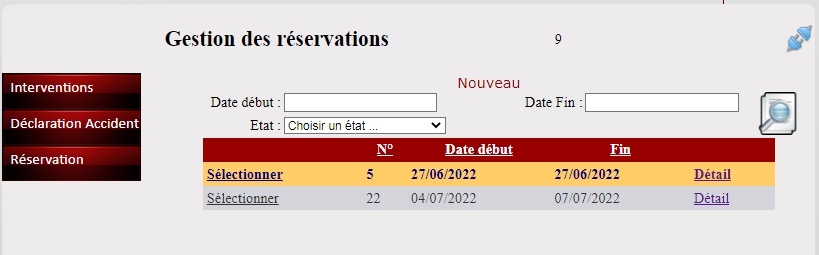 Gestion des réservations 9
Interventions
Déclaration Accident
Réservation
Nouveau
Date début : Date Fin :
Etat : Choisir un état ...
N° Date début Fin
Sélectionner 5 27/06/2022 27/06/2022 Détail
Sélectionner 22 04/07/2022 07/07/2022 Détail